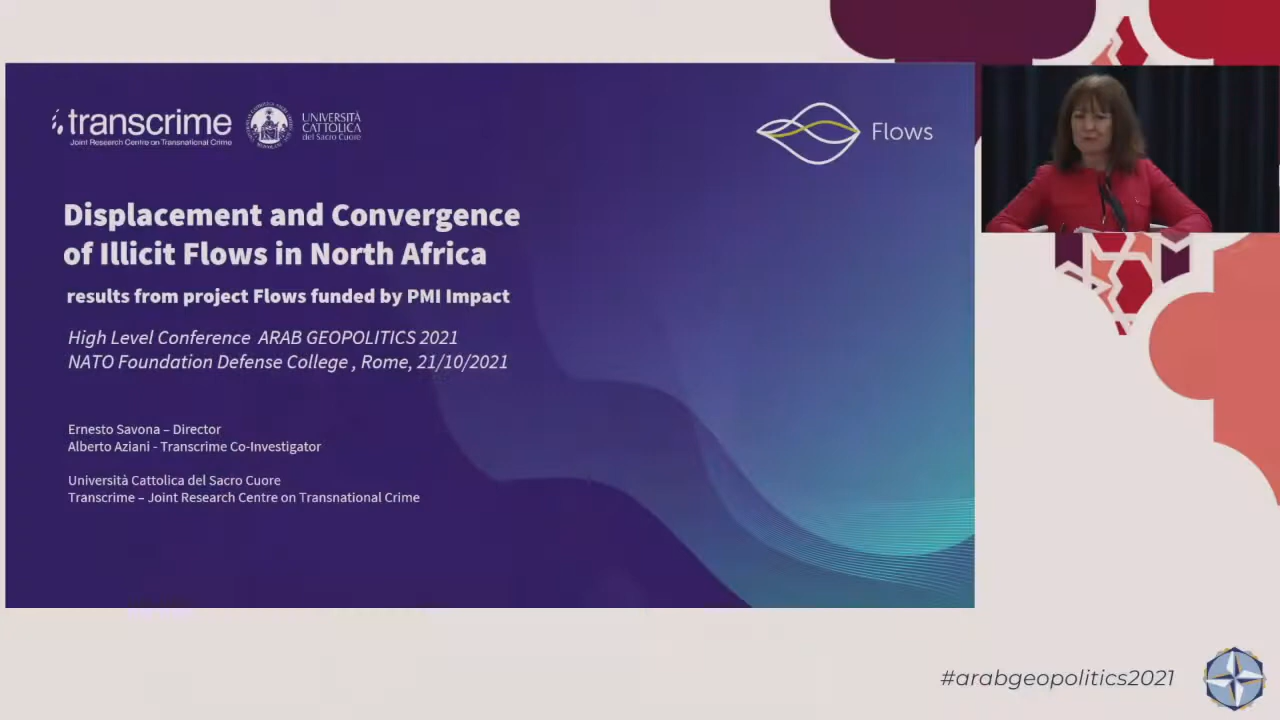 transcrime
Joint Research Centre on Transnational Crime
UNIVERSITÀ
CATTOLICA
del Sacro Cuore
Flows
Displacement and Convergence
of Illicit Flows in North Africa
results from project Flows funded by PMI Impact
High Level Conference ARAB GEOPOLITICS 2021
NATO Foundation Defense College , Rome, 21/10/2021
Ernesto Savona – Director
Alberto Aziani - Transcrime Co-Investigator
Università Cattolica del Sacro Cuore
Transcrime – Joint Research Centre on Transnational Crime
#arabgeopolitics2021